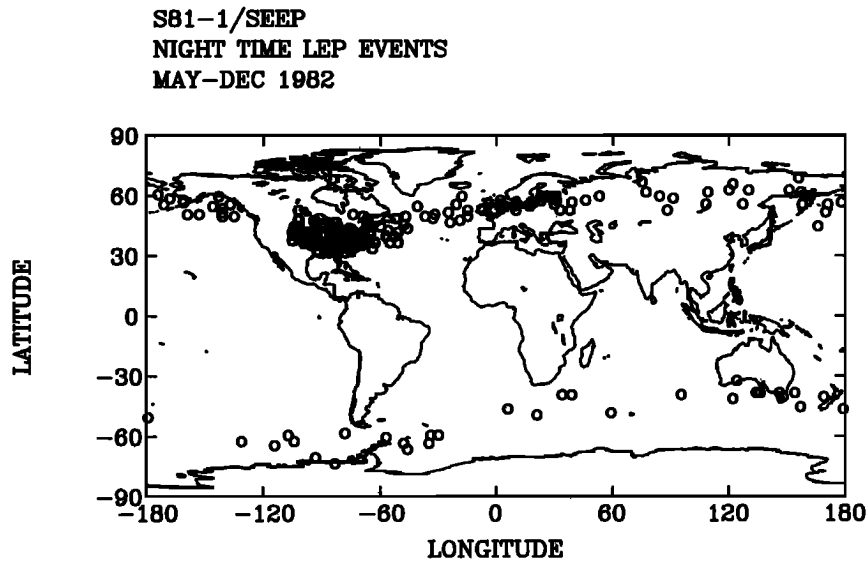 S81-1/SEEP
NIGHT TIME LEP EVENTS
MAY-DEC 1982
90
60
30
0
-30
-60
-90
LATITUDE
-180 -120 -60 0 60 120 180
LONGITUDE